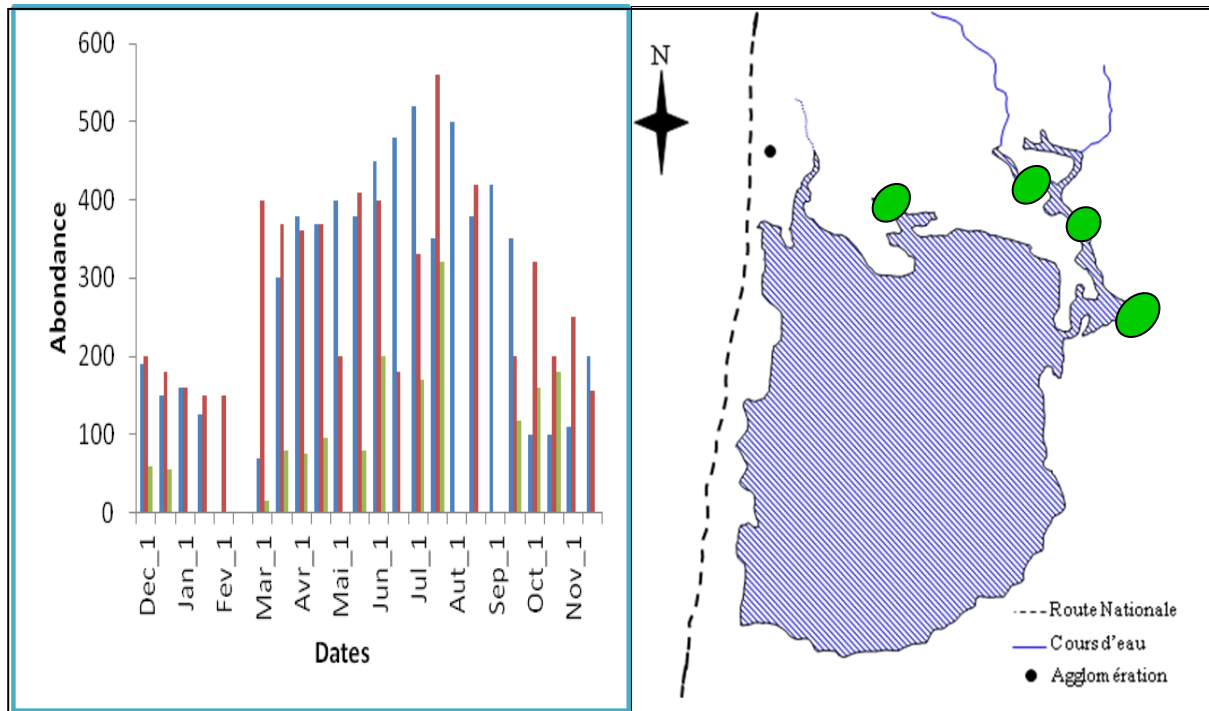 600
500
400
300
200
100
0
Abondance
Dec_1
Jan_1
Fev_1
Mar_1
Avr_1
Mai_1
Jun_1
Jul_1
Aut_1
Sep_1
Oct_1
Nov_1
Dates
N
Route Nationale
Cours d'eau
Agglomération